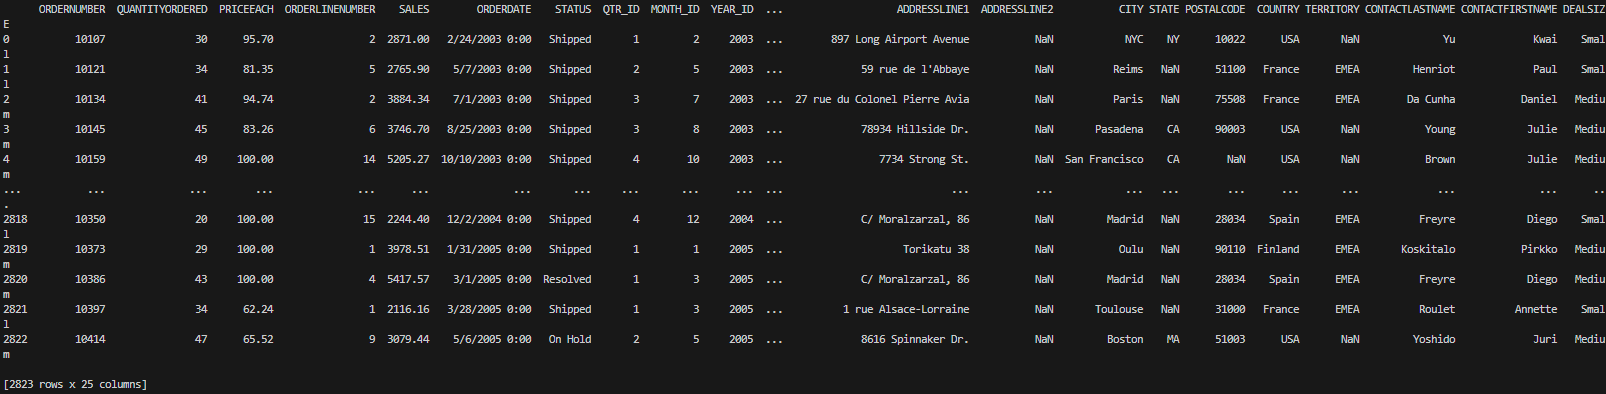 ORDERNUMBER QUANTITYORDERED PRICEEACH ORDERLINENUMBER SALES ORDERDATE STATUS QTR_ID MONTH_ID YEAR_ID ... ADDRESSLINE1 ADDRESSLINE2 CITY STATE POSTALCODE COUNTRY TERRITORY CONTACTLASTNAME CONTACTFIRSTNAME DEALSIZ
E
0 10107 30 95.70 2 2871.00 2/24/2003 0:00 Shipped 1 2 2003 ... 897 Long Airport Avenue NaN NYC NY 10022 USA NaN Yu Kwai Smal
l
1 10121 34 81.35 5 2765.90 5/7/2003 0:00 Shipped 2 5 2003 ... 59 rue de l'Abbaye NaN Reims NaN 51100 France EMEA Henriot Paul Smal
l
2 10134 41 94.74 2 3884.34 7/1/2003 0:00 Shipped 3 7 2003 ... 27 rue du Colonel Pierre Avia NaN Paris NaN 75508 France EMEA Da Cunha Daniel Mediu
m
3 10145 45 83.26 6 3746.70 8/25/2003 0:00 Shipped 3 8 2003 ... 78934 Hillside Dr. NaN Pasadena CA 90003 USA NaN Young Julie Mediu
m
4 10159 49 100.00 14 5205.27 10/10/2003 0:00 Shipped 4 10 2003 ... 7734 Strong St. NaN San Francisco CA NaN USA NaN Brown Julie Mediu
m
... ... ... ... ... ... ... ... ... ... ... ... ... ... ... ... ... ... ... ... ... ..
.
2818 10350 20 100.00 15 2244.40 12/2/2004 0:00 Shipped 4 12 2004 ... C/ Moralzarzal, 86 NaN Madrid NaN 28034 Spain EMEA Freyre Diego Smal
l
2819 10373 29 100.00 1 3978.51 1/31/2005 0:00 Shipped 1 1 2005 ... Torikatu 38 NaN Oulu NaN 90110 Finland EMEA Koskitalo Pirkko Mediu
m
2820 10386 43 100.00 4 5417.57 3/1/2005 0:00 Resolved 1 3 2005 ... C/ Moralzarzal, 86 NaN Madrid NaN 28034 Spain EMEA Freyre Diego Mediu
m
2821 10397 34 62.24 1 2116.16 3/28/2005 0:00 Shipped 1 3 2005 ... 1 rue Alsace-Lorraine NaN Toulouse NaN 31000 France EMEA Roulet Annette Smal
l
2822 10414 47 65.52 9 3079.44 5/6/2005 0:00 On Hold 2 5 2005 ... 8616 Spinnaker Dr. NaN Boston MA 51003 USA NaN Yoshido Juri Mediu
m
[2823 rows x 25 columns]